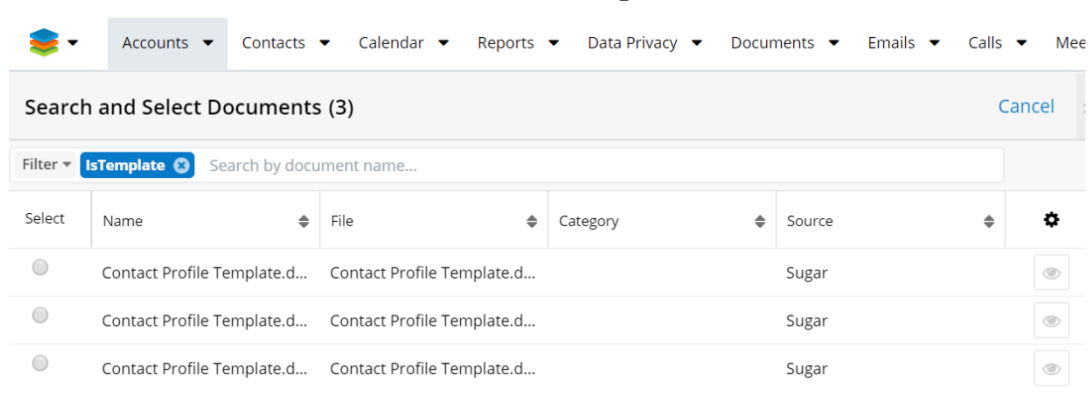 Accounts Contacts Calendar Reports Data Privacy Documents Emails Calls Mee
Search and Select Documents (3) Cancel
Filter IsTemplate Search by document name...
Select Name File Category Source
Contact Profile Template.d... Contact Profile Template.d... Sugar
Contact Profile Template.d... Contact Profile Template.d... Sugar
Contact Profile Template.d... Contact Profile Template.d... Sugar